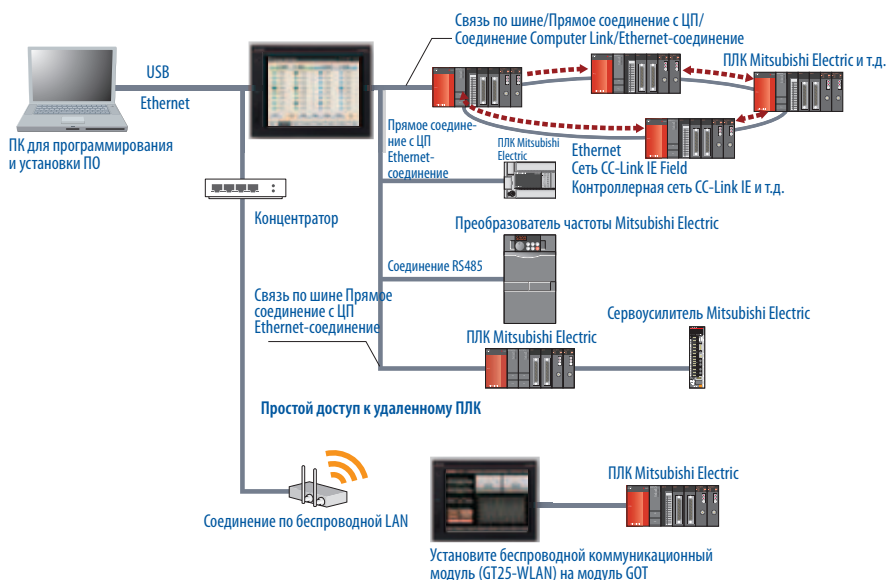 Связь по шине/Прямое соединение с ЦП/
Соединение Computer Link/Ethernet-соединение
ПЛК Mitsubishi Electric и т.д.
USB
Ethernet
ПК для программирования
и установки ПО
Прямое соедине-
ние с ЦП
Ethernet-
соединение
ПЛК Mitsubishi
Electric
Ethernet
Сеть CC-Link IE Field
Контроллерная сеть CC-Link IE и т.д.
Концентратор
Преобразователь частоты Mitsubishi Electric
Соединение RS485
Связь по шине Прямое
соединение с ЦП
Ethernet-соединение
Сервоусилитель Mitsubishi Electric
ПЛК Mitsubishi Electric
Простой доступ к удаленному ПЛК
ПЛК Mitsubishi Electric
Соединение по беспроводной LAN
Установите беспроводной коммуникационный
модуль (GT25-WLAN) на модуль GOT